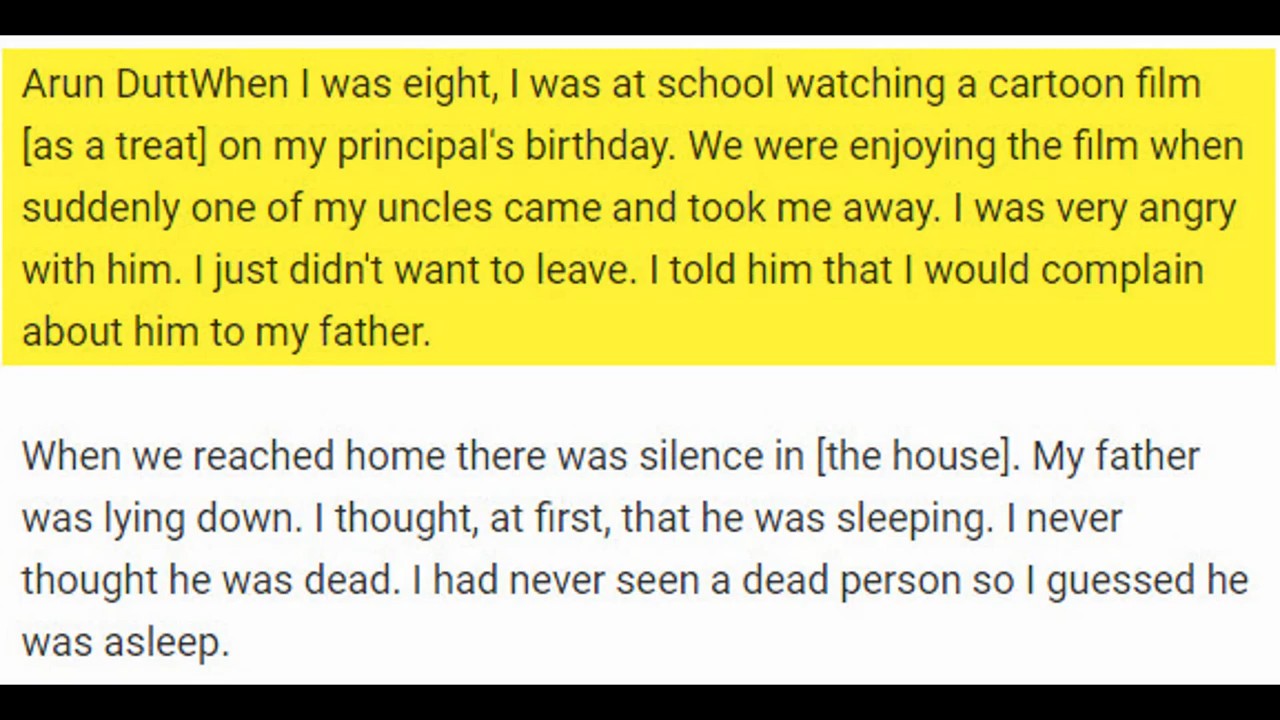 Arun DuttWhen I was eight, I was at school watching a cartoon film
[as a treat] on my principal's birthday. We were enjoying the film when
suddenly one of my uncles came and took me away. I was very angry
with him. I just didn't want to leave. I told him that I would complain
about him to my father.
When we reached home there was silence in [the house]. My father
was lying down. I thought, at first, that he was sleeping. I never
thought he was dead. I had never seen a dead person so I guessed he
was asleep.